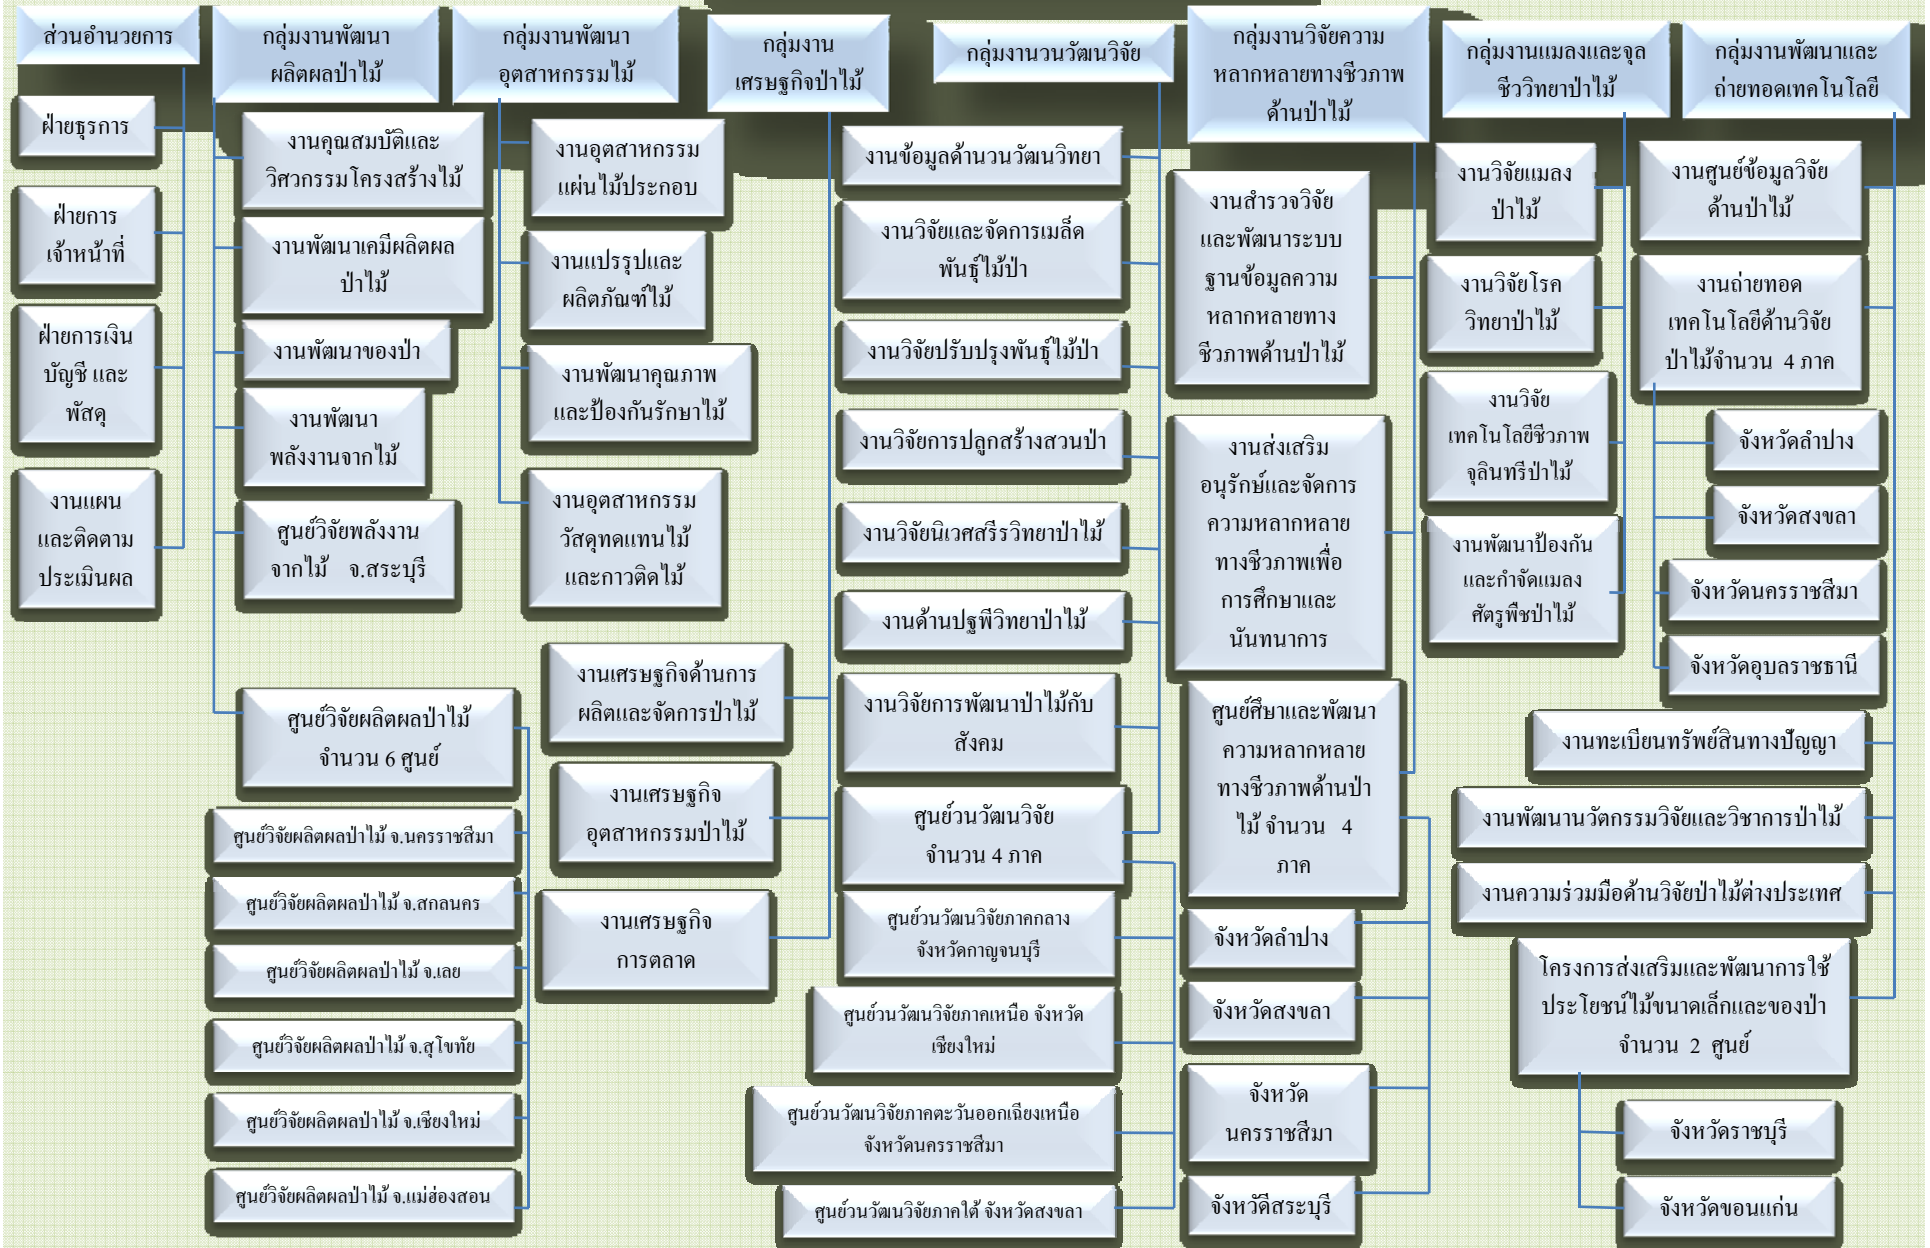 ส่วนอำนวยการ
ฝ่ายธุรการ
ฝ่ายการ
เจ้าหน้าที่
ฝ่ายการเงิน
บัญชี และ
พัสดุ
งานแผน
และติดตาม
ประเมินผล
กลุ่มงานพัฒนา
ผลิตผลป่าไม้
งานคุณสมบัติและ
วิศวกรรมโครงสร้างไม้
งานพัฒนาเคมีผลิตผล
ป่าไม้
งานพัฒนาของป่า
งานพัฒนา
พลังงานจากไม้
ศูนย์วิจัยพลังงาน
จากไม้ จ.สระบุรี
ศูนย์วิจัยผลิตผลป่าไม้
จำนวน 6 ศูนย์
ศูนย์วิจัยผลิตผลป่าไม้ จ.นครราชสีมา
ศูนย์วิจัยผลิตผลป่าไม้ จ.สกลนคร
ศูนย์วิจัยผลิตผลป่าไม้ จ.เลย
ศูนย์วิจัยผลิตผลป่าไม้ จ.สุโขทัย
ศูนย์วิจัยผลิตผลป่าไม้ จ.เชียงใหม่
ศูนย์วิจัยผลิตผลป่าไม้ จ.แม่ฮ่องสอน
กลุ่มงานพัฒนา
อุตสาหกรรมไม้
งานอุตสาหกรรม
แผ่นไม้ประกอบ
งานแปรรุปและ
ผลิตภัณฑ์ไม้
งานพัฒนาคุณภาพ
และป้องกันรักษาไม้
งานอุตสาหกรรม
วัสดุทดแทนไม้
และกาวติดไม้
กลุ่มงาน
เศรษฐกิจป่าไม้
งานเศรษฐกิจด้านการ
ผลิตและจัดการป่าไม้
งานเศรษฐกิจ
อุตสาหกรรมป่าไม้
งานเศรษฐกิจ
การตลาด
กลุ่มงานวนวัฒนวิจัย
งานข้อมูลด้านวนวัฒนวิทยา
งานวิจัยและจัดการเมล็ด
พันธุ์ไม้ป่า
งานวิจัยปรับปรุงพันธุ์ไม้ป่า
งานวิจัยการปลูกสร้างสวนป่า
งานวิจัยนิเวศสรีรวิทยาป่าไม้
งานด้านปฐพีวิทยาป่าไม้
งานวิจัยการพัฒนาป่าไม้กับ
สังคม
ศูนย์วนวัฒนวิจัย
จำนวน 4 ภาค
ศูนย์วนวัฒนวิจัยภาคกลาง
จังหวัดกาญจนบุรี
ศูนย์วนวัฒนวิจัยภาคเหนือ จังหวัด
เชียงใหม่
ศูนย์วนวัฒนวิจัยภาคตะวันออกเฉียงเหนือ
จังหวัดนครราชสีมา
ศูนย์วนวัฒนวิจัยภาคใต้ จังหวัดสงขลา
กลุ่มงานวิจัยความ
หลากหลายทางชีวภาพ
ด้านป่าไม้
งานสำรวจวิจัย
และพัฒนาระบบ
ฐานข้อมูลความ
หลากหลายทาง
ชีวภาพด้านป่าไม้
งานส่งเสริม
อนุรักษ์และจัดการ
ความหลากหลาย
ทางชีวภาพเพื่อ
การศึกษาและ
นันทนาการ
ศูนย์ศึษาและพัฒนา
ความหลากหลาย
ทางชีวภาพด้านป่า
ไม้ จำนวน 4
ภาค
จังหวัดลำปาง
จังหวัดสงขลา
จังหวัด
นครราชสีมา
จังหวัดีสระบุรี
กลุ่มงานแมลงและจุล
ชีววิทยาป่าไม้
งานวิจัยแมลง
ป่าไม้
งานวิจัยโรค
วิทยาป่าไม้
งานวิจัย
เทคโนโลยีชีวภาพ
จุลินทรีป่าไม้
งานพัฒนาป้องกัน
และกำจัดแมลง
ศัตรูพืชป่าไม้
กลุ่มงานพัฒนาและ
ถ่ายทอดเทคโนโลยี
งานศูนย์ข้อมูลวิจัย
ด้านป่าไม้
งานถ่ายทอด
เทคโนโลยีด้านวิจัย
ป่าไม้จำนวน 4 ภาค
จังหวัดลำปาง
จังหวัดสงขลา
จังหวัดนครราชสีมา
จังหวัดอุบลราชธานี
งานทะเบียนทรัพย์สินทางปัญญา
งานพัฒนานวัตกรรมวิจัยและวิชาการป่าไม้
งานความร่วมมือด้านวิจัยป่าไม้ต่างประเทศ
โครงการส่งเสริมและพัฒนาการใช้
ประโยชน์ไม้ขนาดเล็กและของป่า
จำนวน 2 ศูนย์
จังหวัดราชบุรี
จังหวัดขอนแก่น